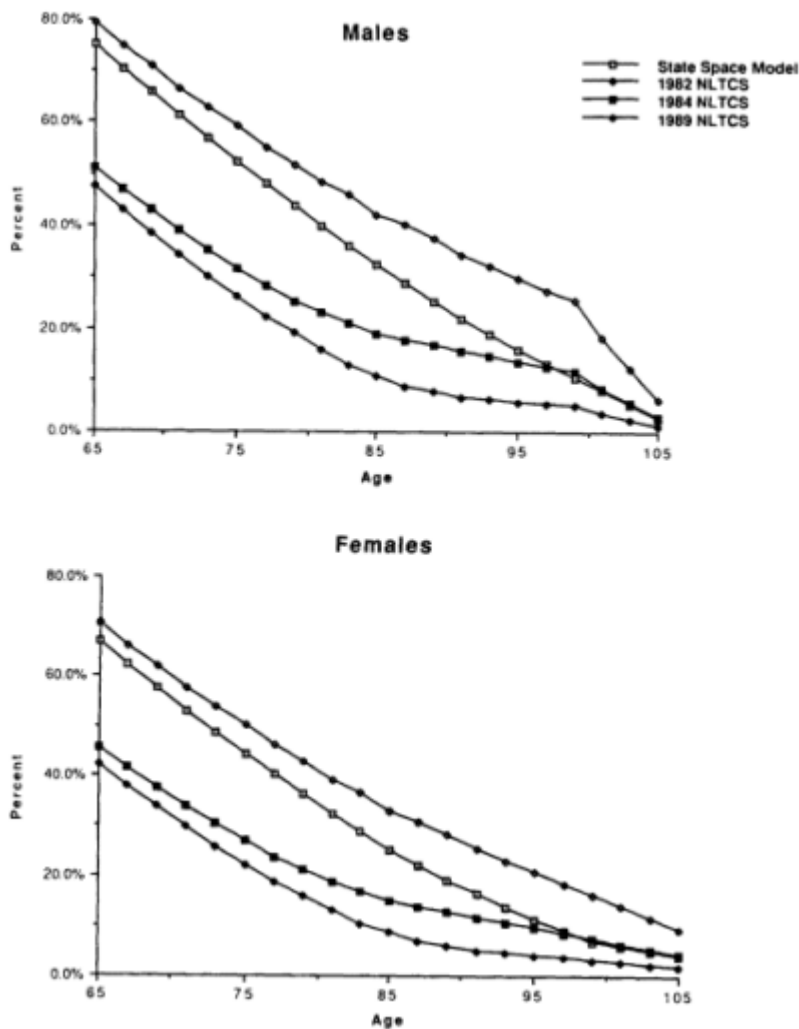 Males
State Space Model
1982 NLTCS
1984 NLTCS
1989 NLTCS
80.0%
60.0%
40.0%
20.0%
0.0%
Percent
65 75 85 95 105
Age
Females
80.0%
60.0%
40.0%
20.0%
0.0%
Percent
65 75 85 95 105
Age